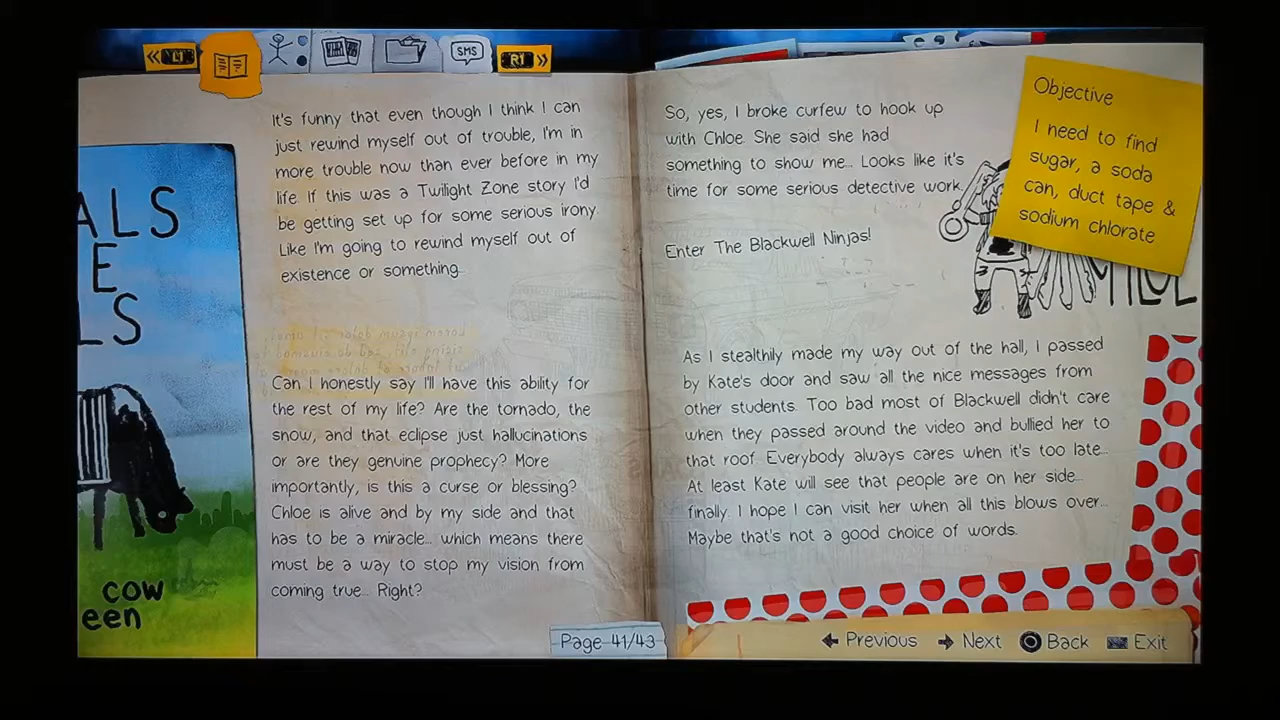 LT
SMS
R1
ALS
E
LS
cow
een
It's funny that even though I think I can
just rewind myself out of trouble, I'm in
more trouble now than ever before in my
life. If this was a Twilight Zone story I'd
be getting set up for some serious irony.
Like I'm going to rewind myself out of
existence or something...
Lorem ipsum dolor sit amet,
Can I honestly say I'll have this ability for
the rest of my life? Are the tornado, the
snow, and that eclipse just hallucinations
or are they genuine prophecy? More
importantly, is this a curse or blessing?
Chloe is alive and by my side and that
has to be a miracle... which means there
must be a way to stop my vision from
coming true... Right?
So, yes, I broke curfew to hook up
with Chloe. She said she had
something to show me... Looks like it's
time for some serious detective work.
Enter The Blackwell Ninjas!
As I stealthily made my way out of the hall, I passed
by Kate's door and saw all the nice messages from
other students. Too bad most of Blackwell didn't care
when they passed around the video and bullied her to
that roof. Everybody always cares when it's too late...
At least Kate will see that people are on her side...
finally. I hope I can visit her when all this blows over...
Maybe that's not a good choice of words.
Objective
I need to find
sugar, a soda
can, duct tape &
sodium chlorate
Page 41/43
Previous Next Back Exit